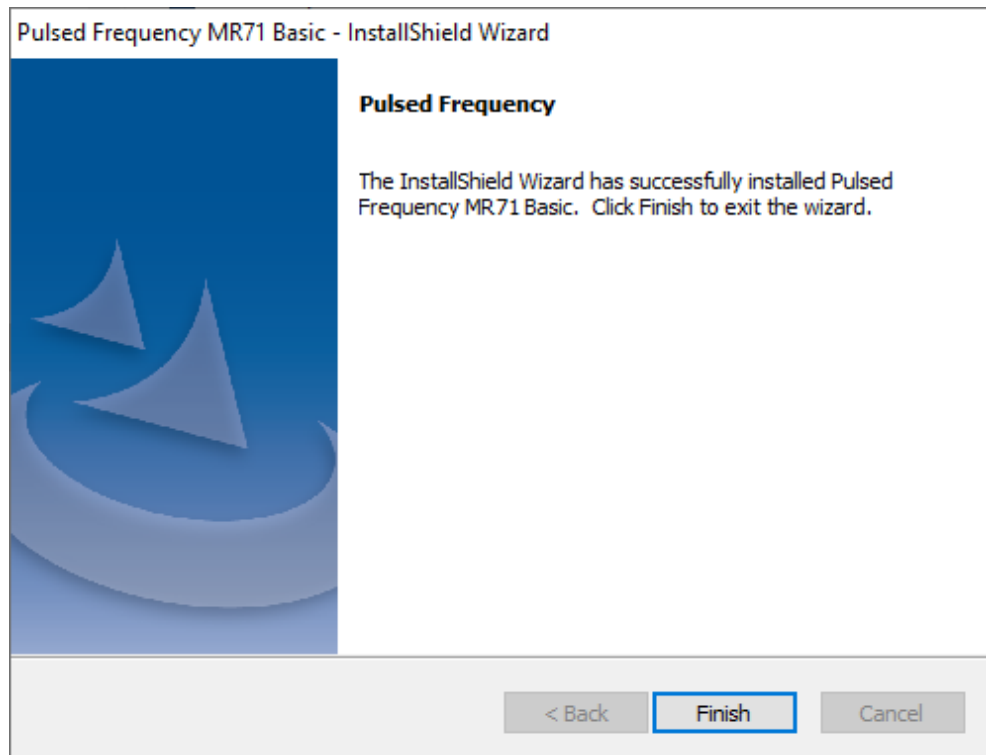 Pulsed Frequency MR71 Basic - InstallShield Wizard
Pulsed Frequency
The InstallShield Wizard has successfully installed Pulsed
Frequency MR71 Basic.  Click Finish to exit the wizard.
< Back Finish Cancel